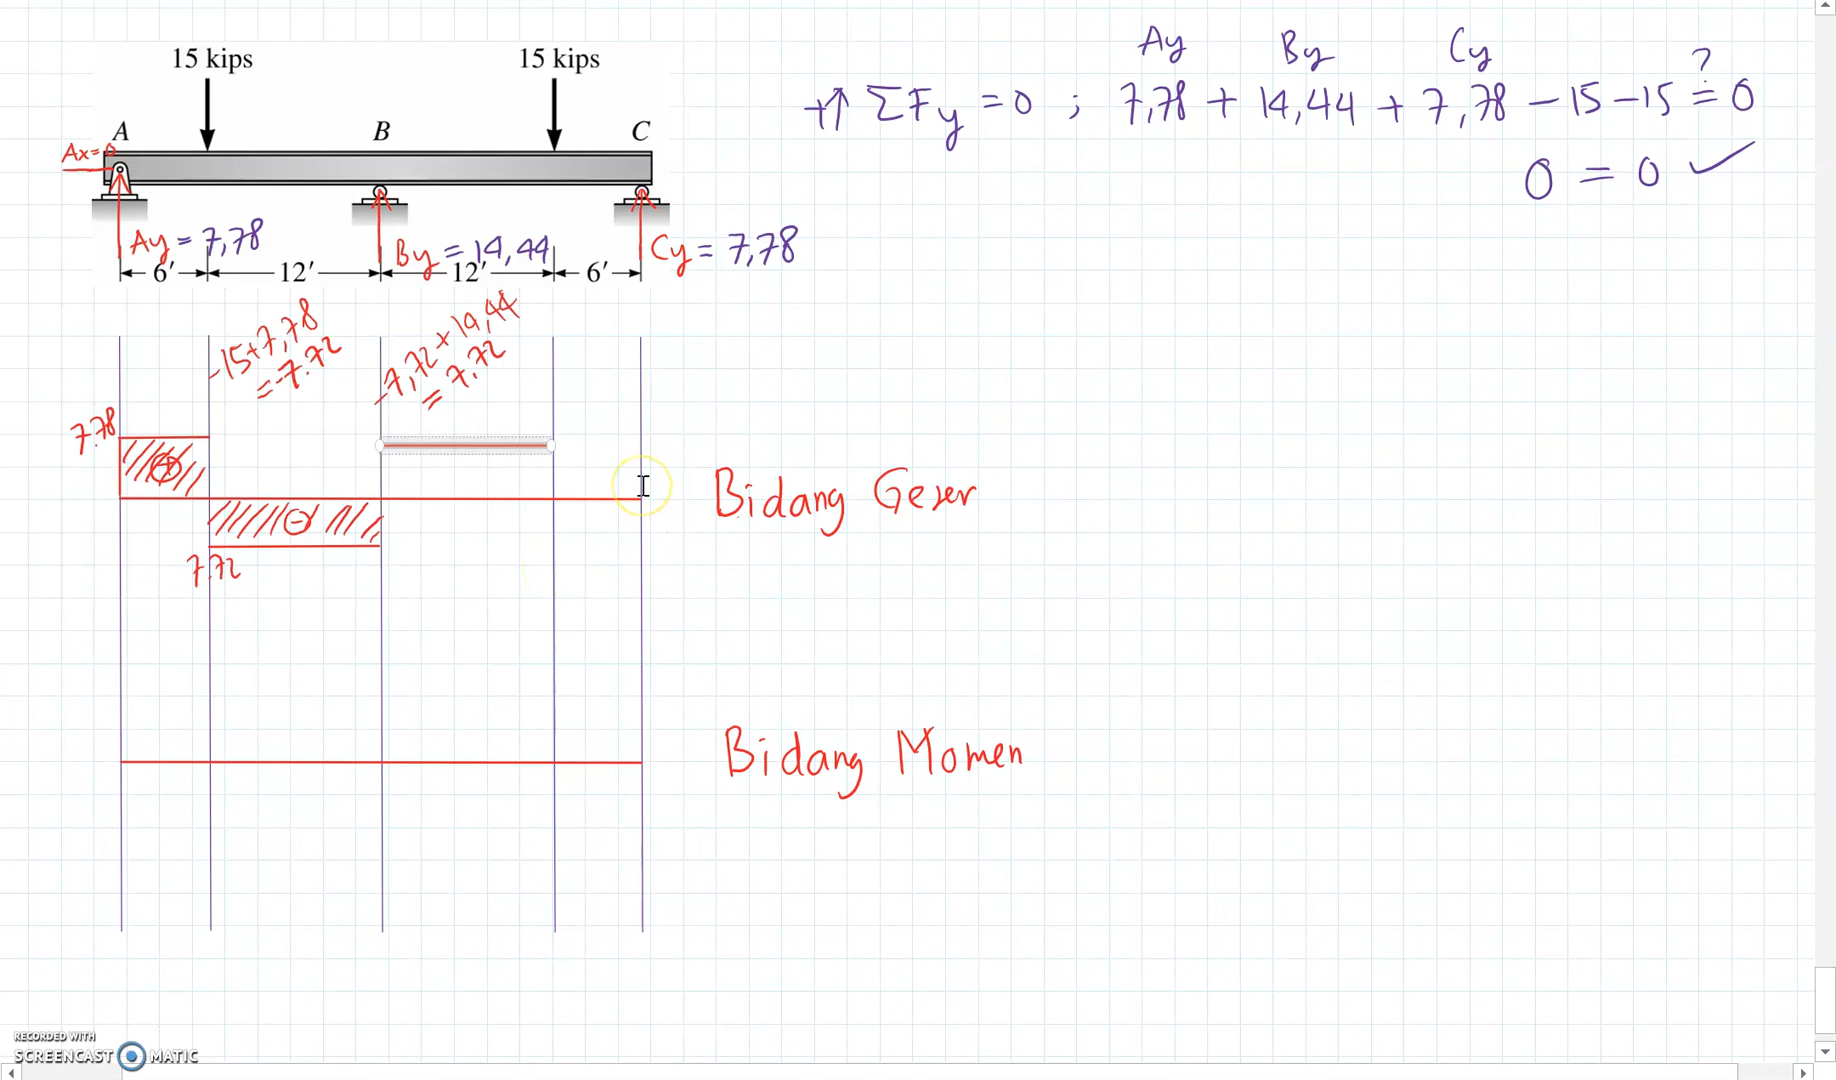 Ay By Cy
15 kips 15 kips
+↑ ΣFy = 0 ; 7,78 + 14,44 + 7,78 - 15 - 15 ?= 0
A B C
Ax=0
0 = 0 ✓
Ay = 7,78
By = 14,44
Cy = 7,78
6′ 12′ 12′ 6′
-15+7,78
= -7.72
-7,72 + 14,44
= 7.72
7.78
+
Bidang Geser
-
7.72
Bidang Momen
RECORDED WITH
SCREENCAST MATIC